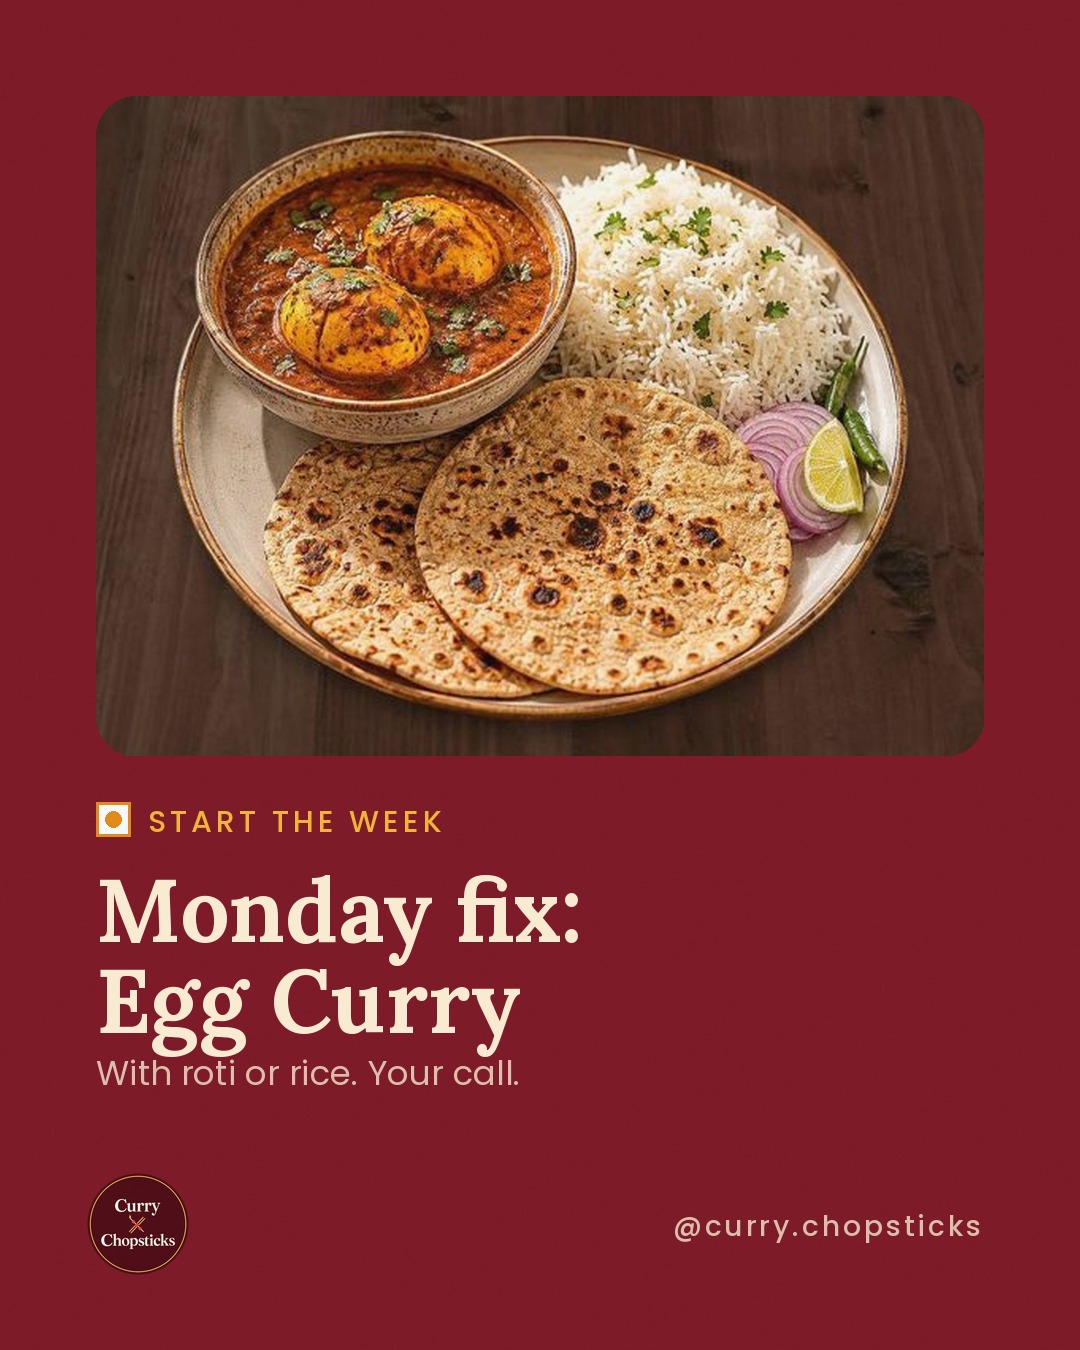 START THE WEEK
Monday fix:
Egg Curry
With roti or rice. Your call.
Curry
Chopsticks
@curry.chopsticks